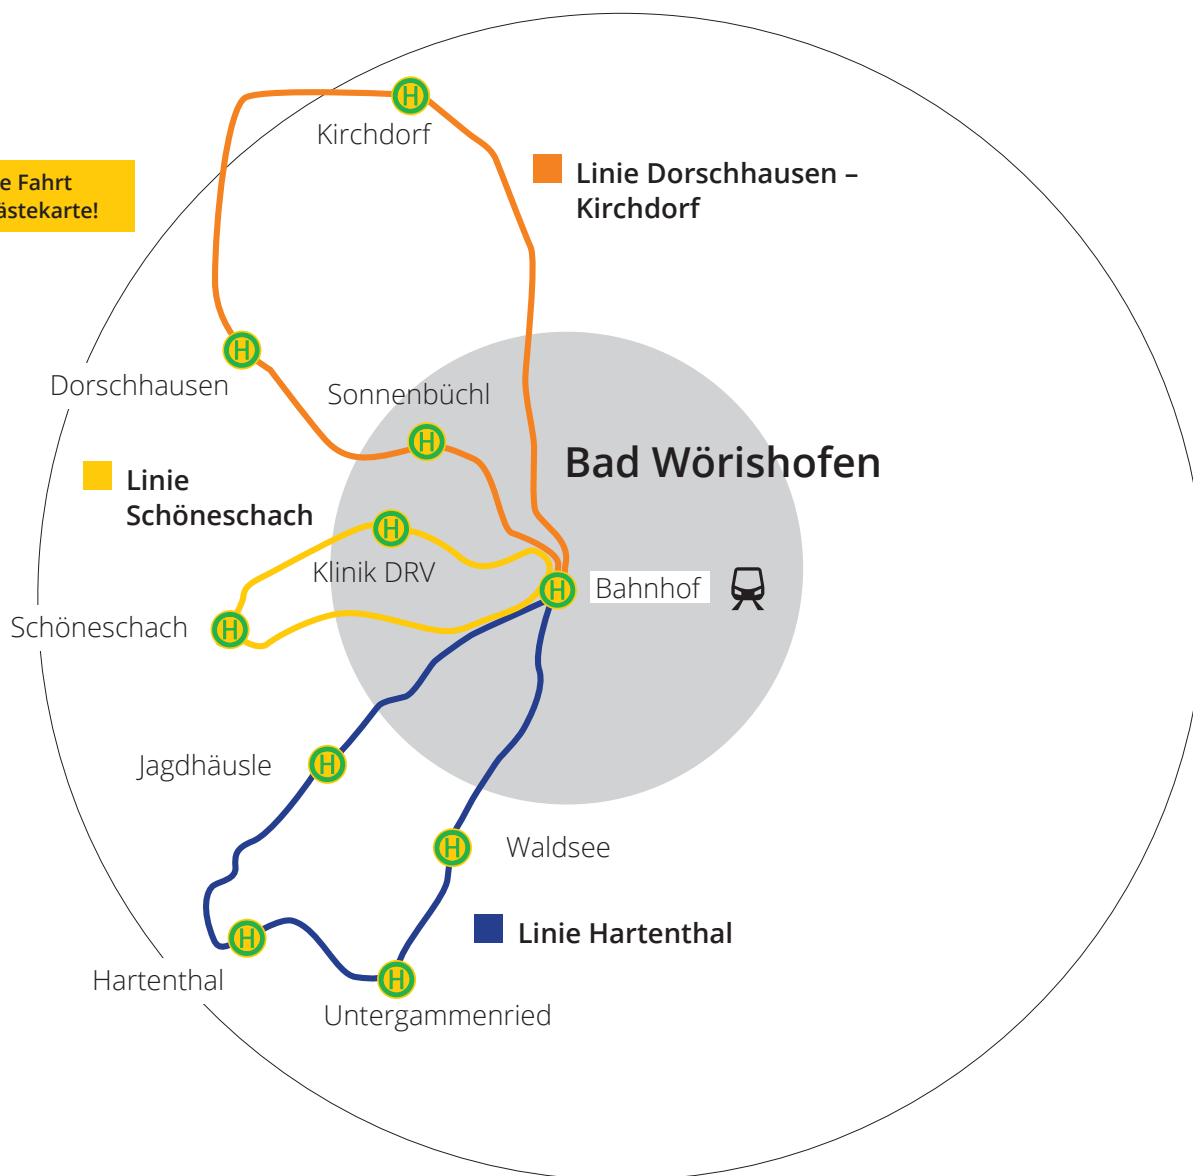 Kirchdorf
Linie Dorschhausen –
Kirchdorf
e Fahrt
ästekarte!
Dorschhausen
Sonnenbüchl
Bad Wörishofen
Linie
Schöneschach
Klinik DRV
Bahnhof
Schöneschach
Jagdhäusle
Waldsee
Linie Hartenthal
Hartenthal
Untergammenried
H
H
H
H
H
H
H
H
H
H